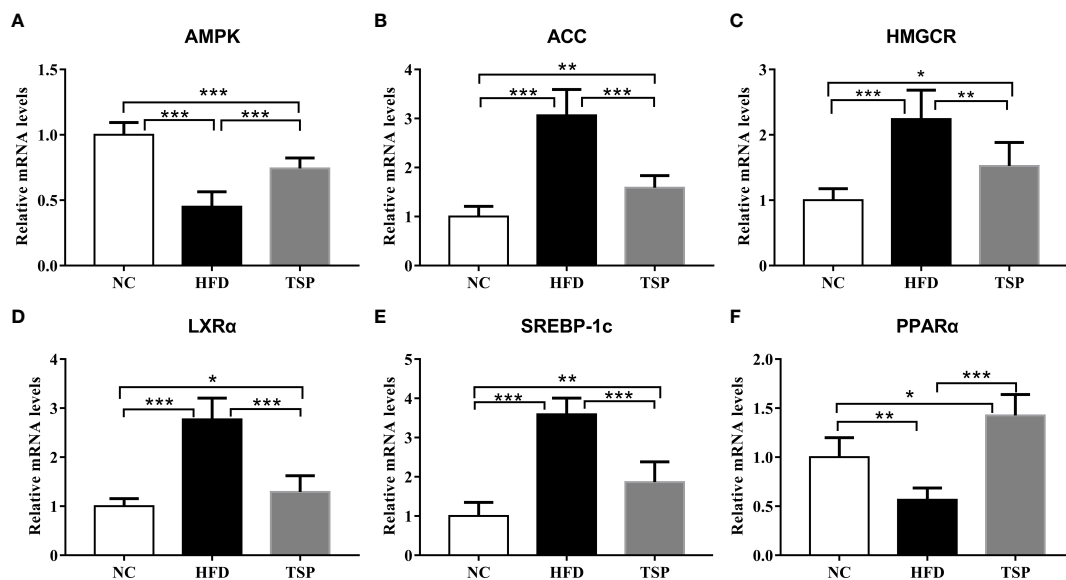 A
AMPK
Relative mRNA levels
1.5
1.0
0.5
0.0
***
*** ***
NC HFD TSP
B
ACC
Relative mRNA levels
4
3
2
1
0
**
*** ***
NC HFD TSP
C
HMGCR
Relative mRNA levels
3
2
1
0
*
*** **
NC HFD TSP
D
LXRα
Relative mRNA levels
4
3
2
1
0
*
*** ***
NC HFD TSP
E
SREBP-1c
Relative mRNA levels
5
4
3
2
1
0
**
*** ***
NC HFD TSP
F
PPARα
Relative mRNA levels
2.0
1.5
1.0
0.5
0.0
***
*
**
NC HFD TSP